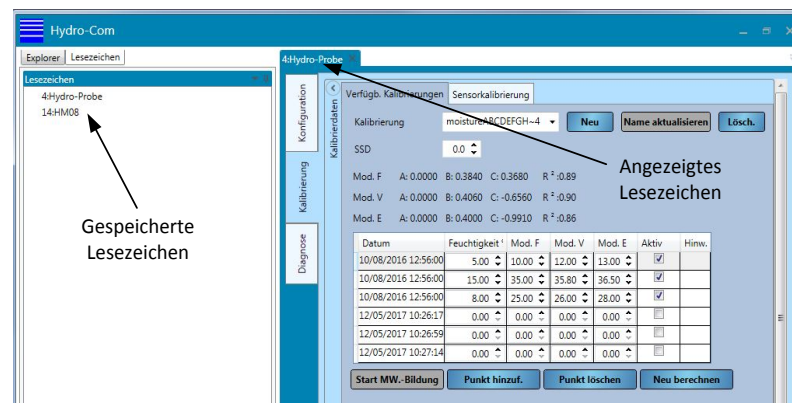 Hydro-Com
Explorer Lesezeichen
Lesezeichen
4:Hydro-Probe
14:HM08
Gespeicherte
Lesezeichen
4:Hydro-Probe
Konfiguration
Kalibrierung
Diagnose
Kalibrierdaten
Verfügb. Kalibrierungen Sensorkalibrierung
Kalibrierung moistureABCDEFGH~4 Neu Name aktualisieren Lösch.
SSD 0.0
Angezeigtes
Lesezeichen
Mod. F A: 0.0000 B: 0.3840 C: 0.3680 R ² :0.89
Mod. V A: 0.0000 B: 0.4060 C: -0.6560 R ² :0.90
Mod. E A: 0.0000 B: 0.4000 C: -0.9910 R ² :0.86
Datum Feuchtigkeit Mod. F Mod. V Mod. E Aktiv Hinw.
10/08/2016 12:56:00 5.00 10.00 12.00 13.00
10/08/2016 12:56:00 15.00 35.00 35.80 36.50
10/08/2016 12:56:00 8.00 25.00 26.00 28.00
12/05/2017 10:26:17 0.00 0.00 0.00 0.00
12/05/2017 10:26:59 0.00 0.00 0.00 0.00
12/05/2017 10:27:14 0.00 0.00 0.00 0.00
Start MW.-Bildung Punkt hinzuf. Punkt löschen Neu berechnen